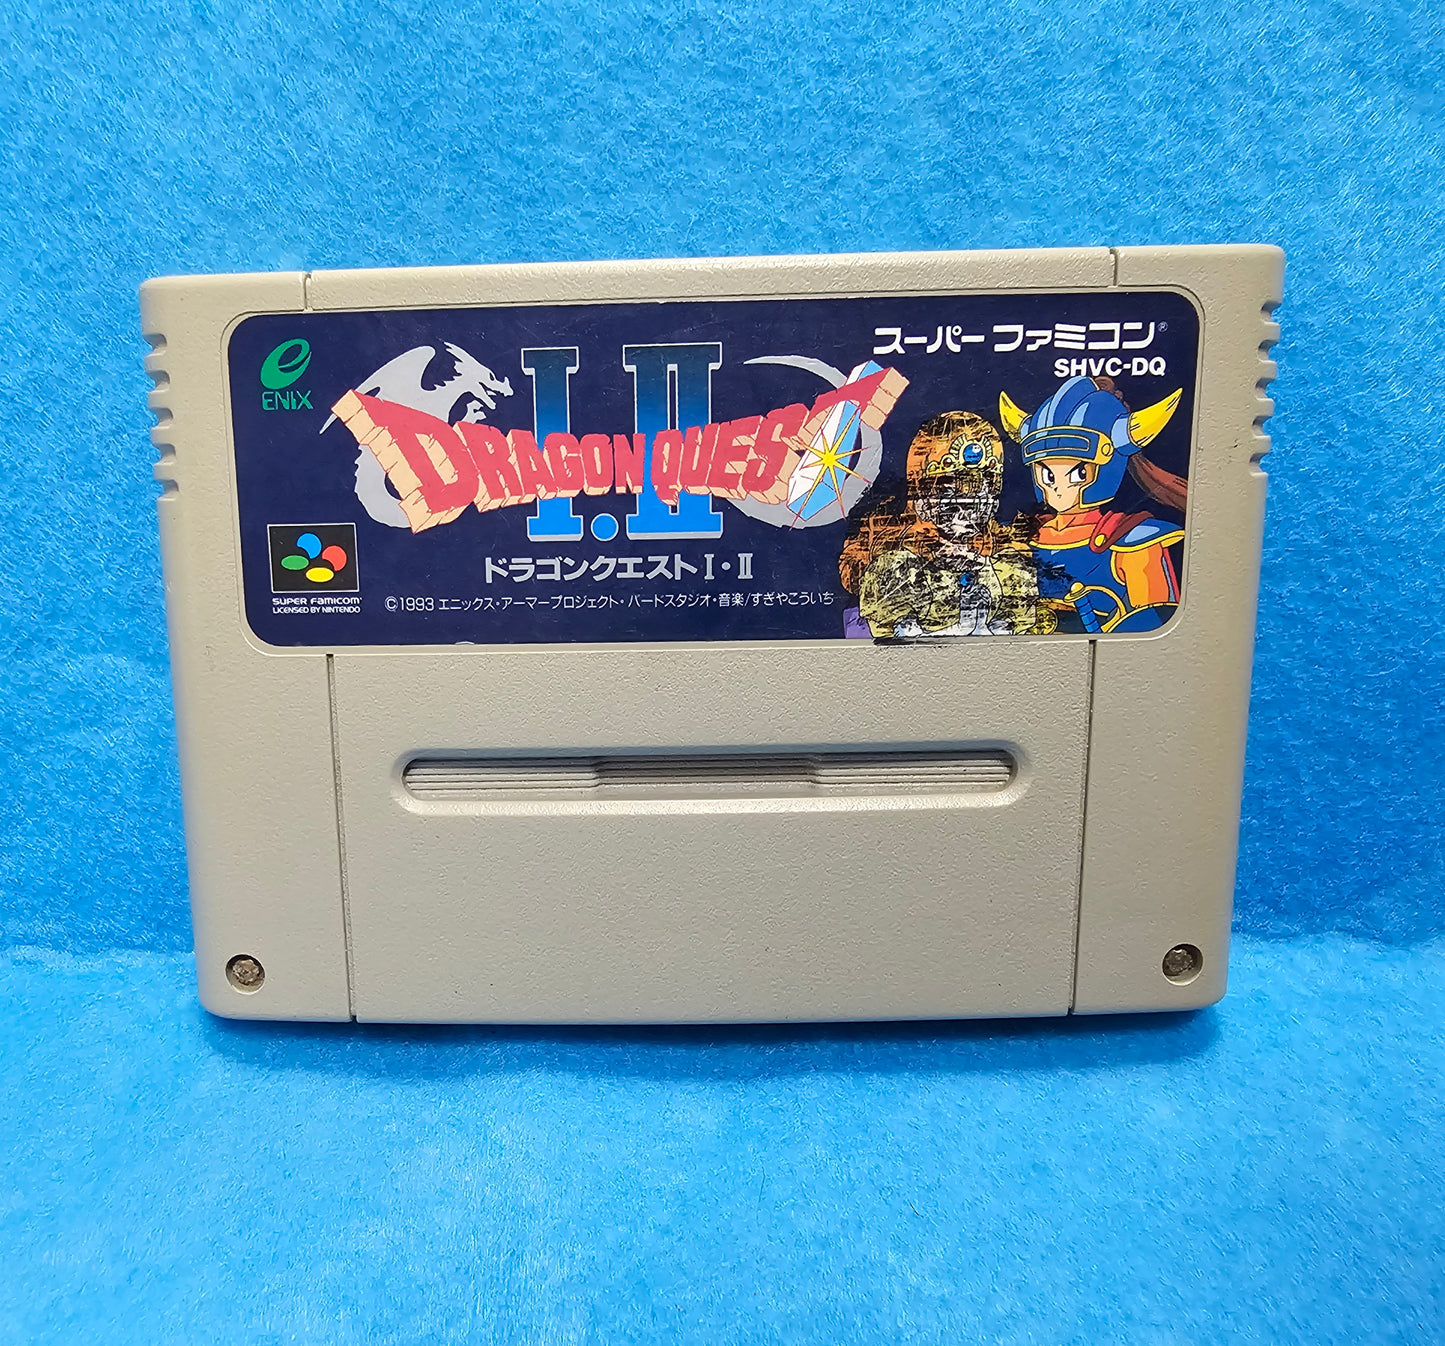 ENIX
I・II
DRAGON QUEST
ドラゴンクエストI・II
©1993 エニックス・アーマープロジェクト・バードスタジオ・音楽/すぎやこういち
スーパーファミコン®
SHVC-DQ
SUPER FAMICOM
LICENSED BY NINTENDO